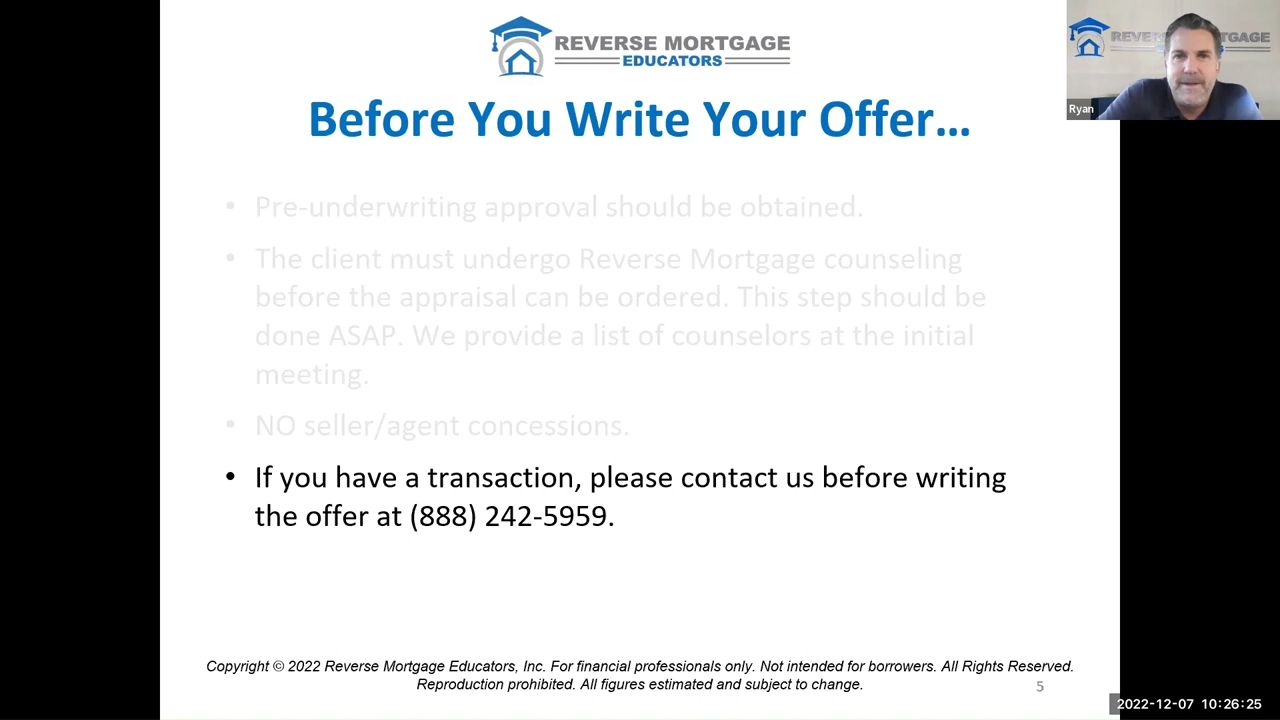 REVERSE MORTGAGE
EDUCATORS
REVERSE MORTGAGE
Ryan
Before You Write Your Offer…
• Pre-underwriting approval should be obtained.
• The client must undergo Reverse Mortgage counseling
before the appraisal can be ordered. This step should be
done ASAP. We provide a list of counselors at the initial
meeting.
• NO seller/agent concessions.
• If you have a transaction, please contact us before writing
the offer at (888) 242-5959.
Copyright © 2022 Reverse Mortgage Educators, Inc. For financial professionals only. Not intended for borrowers. All Rights Reserved.
Reproduction prohibited. All figures estimated and subject to change.
5
2022-12-07 10:26:25